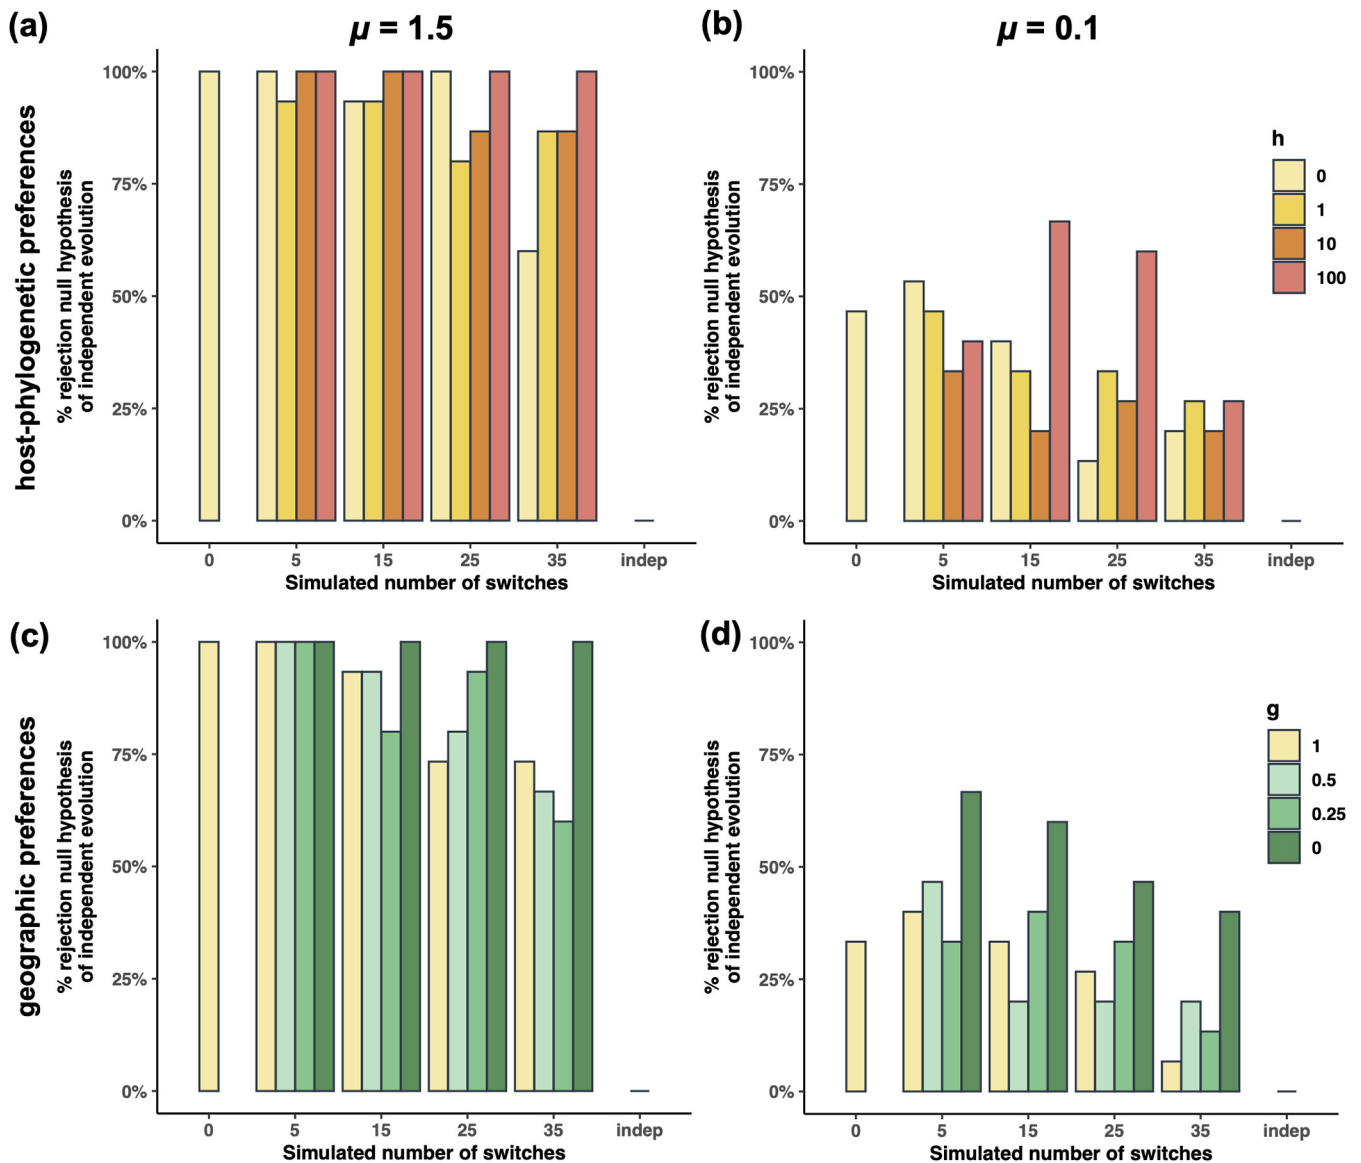 (a)
μ = 1.5
host-phylogenetic preferences
% rejection null hypothesis
of independent evolution
100%
75%
50%
25%
0%
0 5 15 25 35 indep
Simulated number of switches
(b)
μ = 0.1
% rejection null hypothesis
of independent evolution
100%
75%
50%
25%
0%
0 5 15 25 35 indep
Simulated number of switches
h
0
1
10
100
(c)
geographic preferences
% rejection null hypothesis
of independent evolution
100%
75%
50%
25%
0%
0 5 15 25 35 indep
Simulated number of switches
(d)
% rejection null hypothesis
of independent evolution
100%
75%
50%
25%
0%
0 5 15 25 35 indep
Simulated number of switches
g
1
0.5
0.25
0